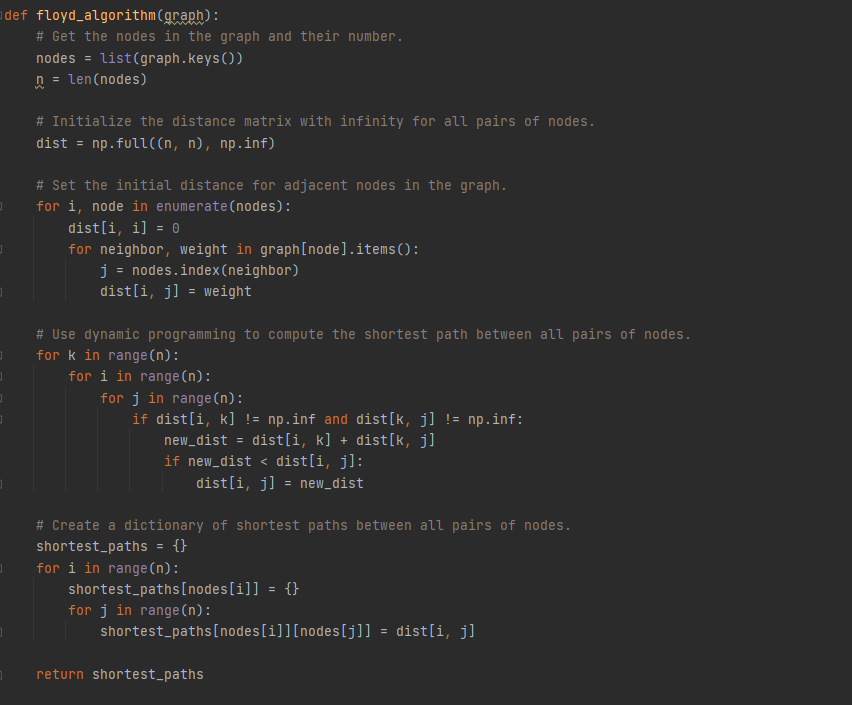 def floyd_algorithm(graph):
    # Get the nodes in the graph and their number.
    nodes = list(graph.keys())
    n = len(nodes)

    # Initialize the distance matrix with infinity for all pairs of nodes.
    dist = np.full((n, n), np.inf)

    # Set the initial distance for adjacent nodes in the graph.
    for i, node in enumerate(nodes):
        dist[i, i] = 0
        for neighbor, weight in graph[node].items():
            j = nodes.index(neighbor)
            dist[i, j] = weight

    # Use dynamic programming to compute the shortest path between all pairs of nodes.
    for k in range(n):
        for i in range(n):
            for j in range(n):
                if dist[i, k] != np.inf and dist[k, j] != np.inf:
                    new_dist = dist[i, k] + dist[k, j]
                    if new_dist < dist[i, j]:
                        dist[i, j] = new_dist

    # Create a dictionary of shortest paths between all pairs of nodes.
    shortest_paths = {}
    for i in range(n):
        shortest_paths[nodes[i]] = {}
        for j in range(n):
            shortest_paths[nodes[i]][nodes[j]] = dist[i, j]

    return shortest_paths